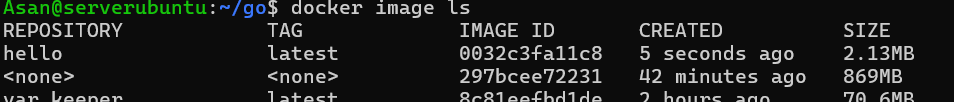 Asan@serverubuntu:~/go$ docker image ls
REPOSITORY TAG IMAGE ID CREATED SIZE
hello latest 0032c3fa11c8 5 seconds ago 2.13MB
<none> <none> 297bcee72231 42 minutes ago 869MB
var_keeper latest 8c81eefbd1de 2 hours ago 70.6MB